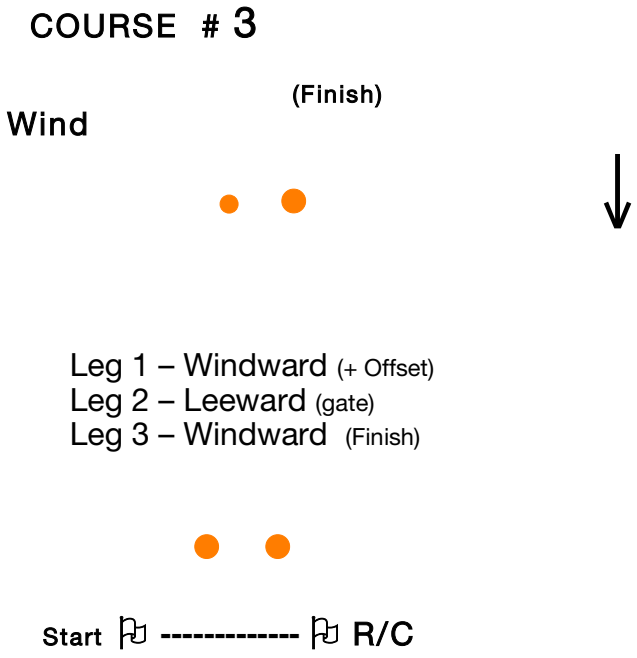 COURSE # 3
(Finish)
Wind
Leg 1 – Windward (+ Offset)
Leg 2 – Leeward (gate)
Leg 3 – Windward (Finish)
Start ------------- R/C